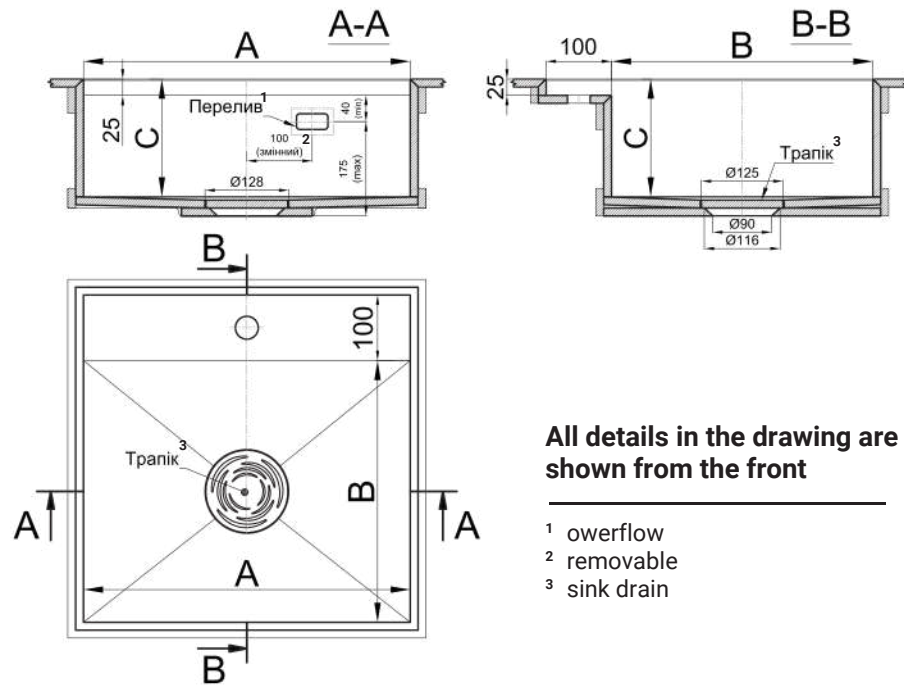 A-A
A
25
C
Перелив¹
100 ²
(змінний)
40
(min)
175
(max)
Ø128
B-B
100
B
25
C
Трапік³
Ø125
Ø90
Ø116
B
100
Трапік³
B
A
A
A
B
All details in the drawing are
shown from the front
¹ owerflow
² removable
³ sink drain